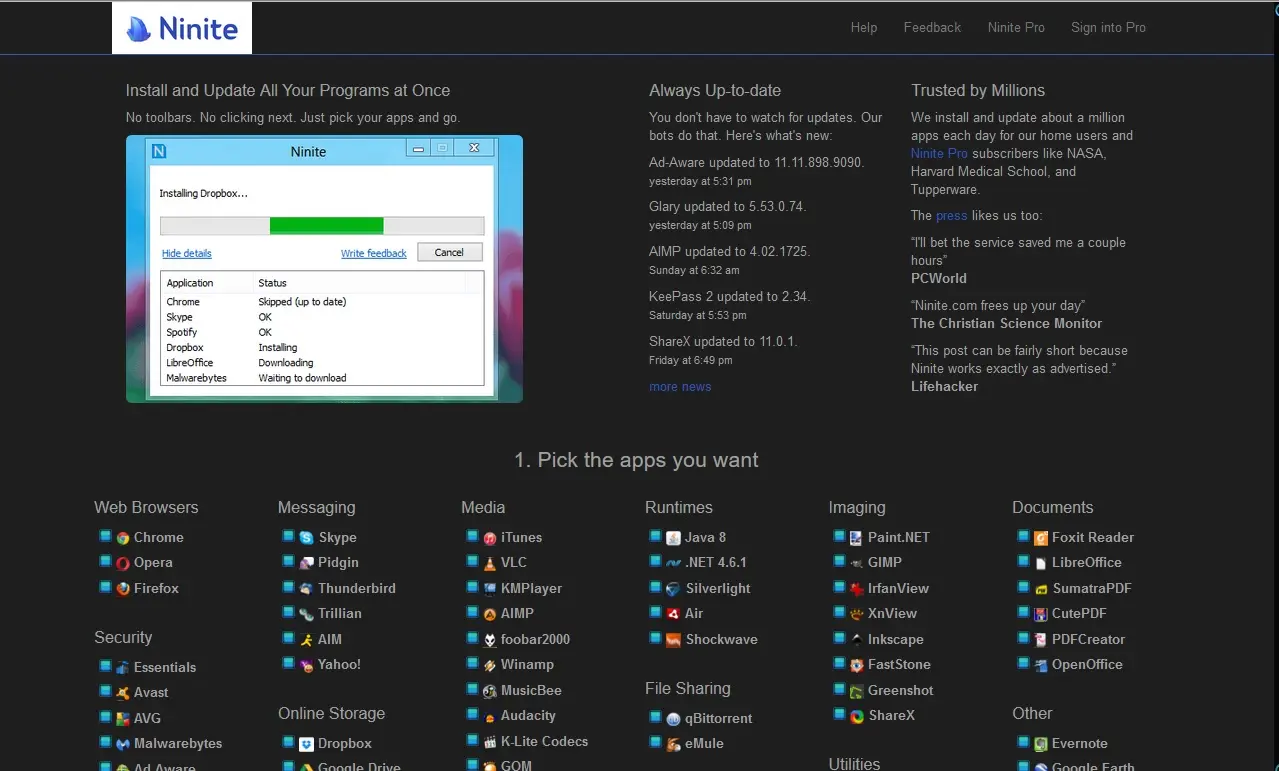 Ninite
Help
Feedback
Ninite Pro
Sign into Pro
Install and Update All Your Programs at Once
No toolbars. No clicking next. Just pick your apps and go.
Ninite
Installing Dropbox...
Hide details
Write feedback
Cancel
Application Status
Chrome Skipped (up to date)
Skype OK
Spotify OK
Dropbox Installing
LibreOffice Downloading
Malwarebytes Waiting to download
Always Up-to-date
You don't have to watch for updates. Our
bots do that. Here's what's new:
Ad-Aware updated to 11.11.898.9090.
yesterday at 5:31 pm
Glary updated to 5.53.0.74.
yesterday at 5:09 pm
AIMP updated to 4.02.1725.
Sunday at 6:32 am
KeePass 2 updated to 2.34.
Saturday at 5:53 pm
ShareX updated to 11.0.1.
Friday at 6:49 pm
more news
Trusted by Millions
We install and update about a million
apps each day for our home users and
Ninite Pro subscribers like NASA,
Harvard Medical School, and
Tupperware.
The press likes us too:
“I'll bet the service saved me a couple
hours”
PCWorld
“Ninite.com frees up your day”
The Christian Science Monitor
“This post can be fairly short because
Ninite works exactly as advertised.”
Lifehacker
1. Pick the apps you want
Web Browsers
Chrome
Opera
Firefox
Security
Essentials
Avast
AVG
Malwarebytes
Ad Aware
Messaging
Skype
Pidgin
Thunderbird
Trillian
AIM
Yahoo!
Online Storage
Dropbox
Google Drive
Media
iTunes
VLC
KMPlayer
AIMP
foobar2000
Winamp
MusicBee
Audacity
K-Lite Codecs
GOM
Runtimes
Java 8
.NET 4.6.1
Silverlight
Air
Shockwave
File Sharing
qBittorrent
eMule
Imaging
Paint.NET
GIMP
IrfanView
XnView
Inkscape
FastStone
Greenshot
ShareX
Utilities
Documents
Foxit Reader
LibreOffice
SumatraPDF
CutePDF
PDFCreator
OpenOffice
Other
Evernote
Google Earth